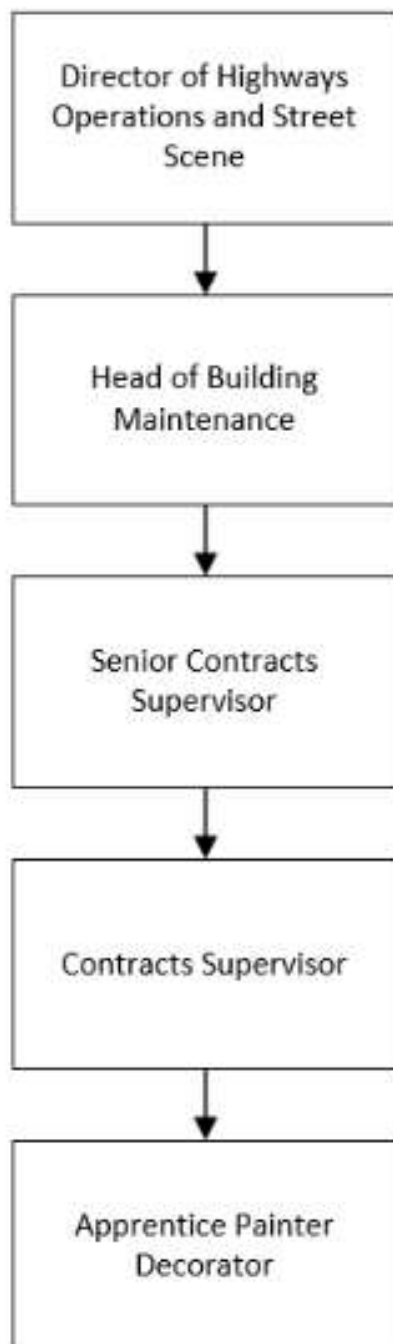 Director of Highways
Operations and Street
Scene
Head of Building
Maintenance
Senior Contracts
Supervisor
Contracts Supervisor
Apprentice Painter
Decorator